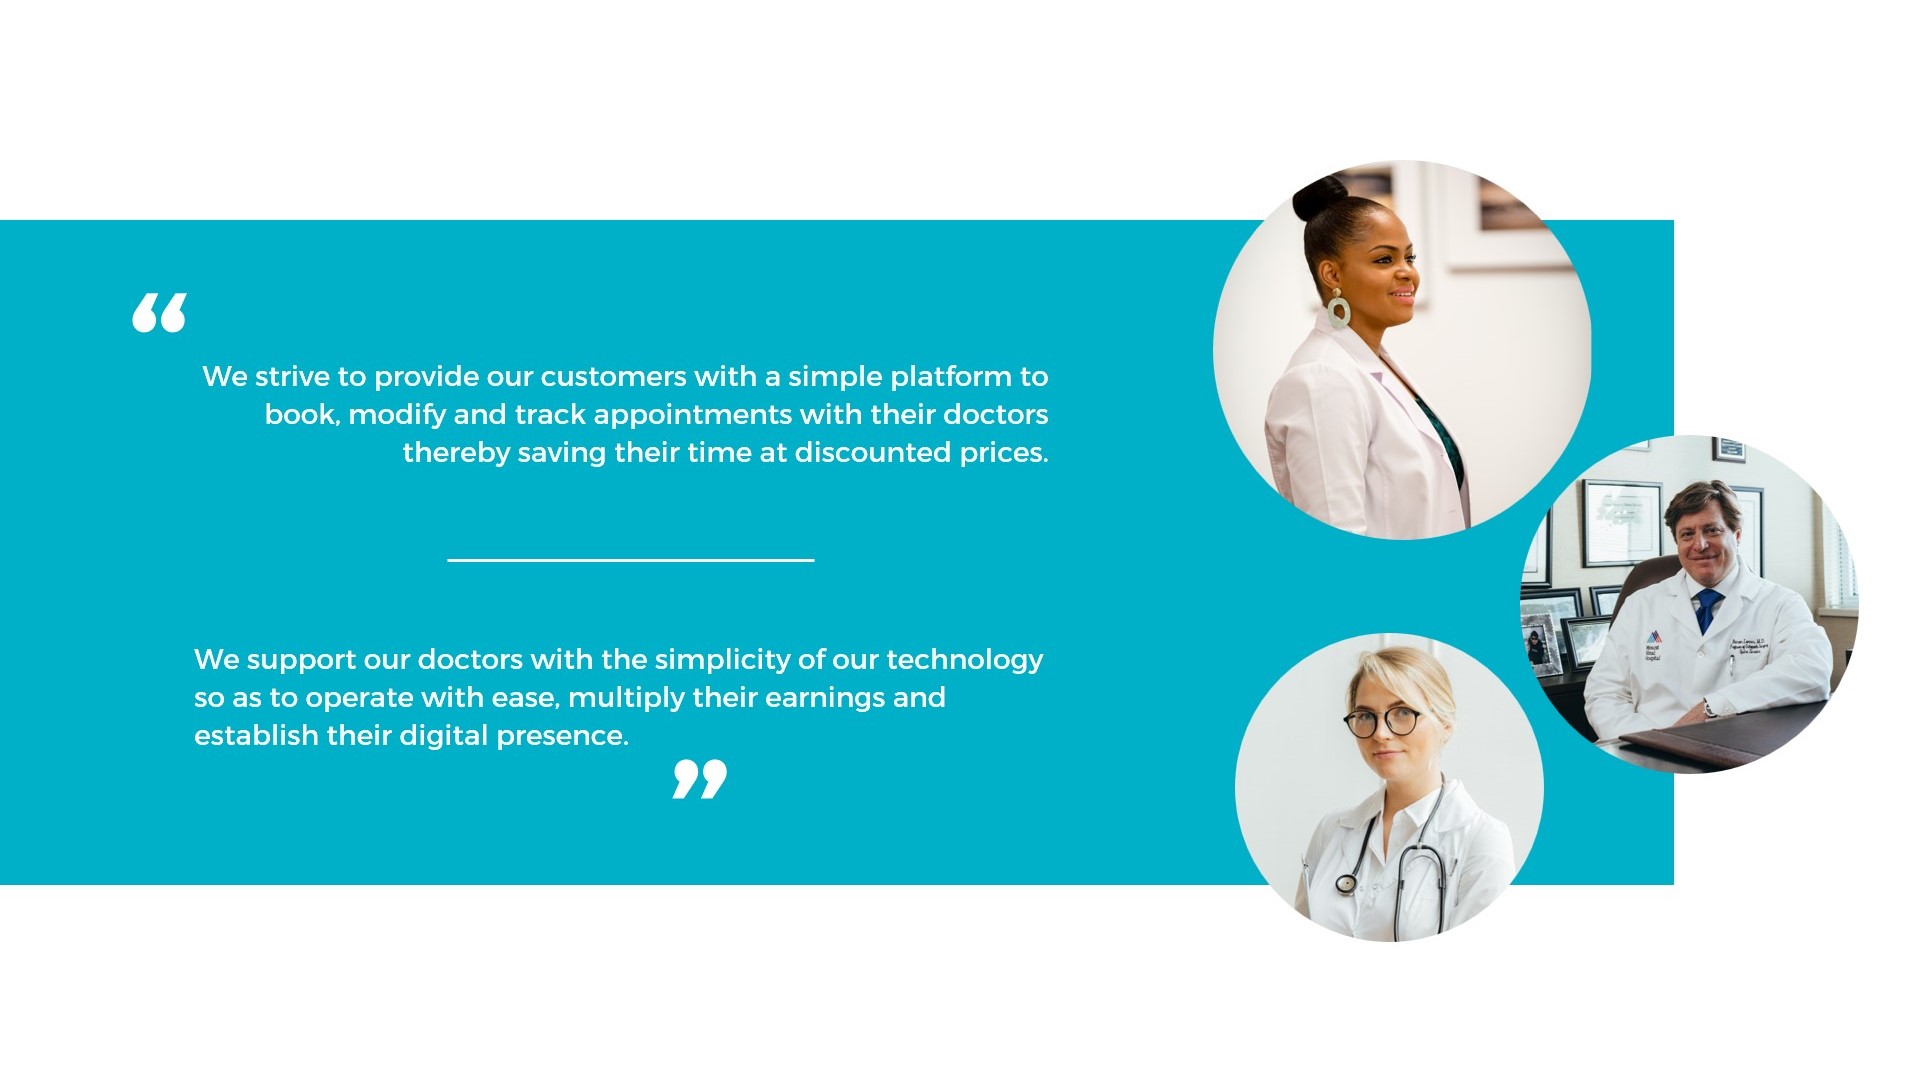 “
We strive to provide our customers with a simple platform to
book, modify and track appointments with their doctors
thereby saving their time at discounted prices.
We support our doctors with the simplicity of our technology
so as to operate with ease, multiply their earnings and
establish their digital presence.
”